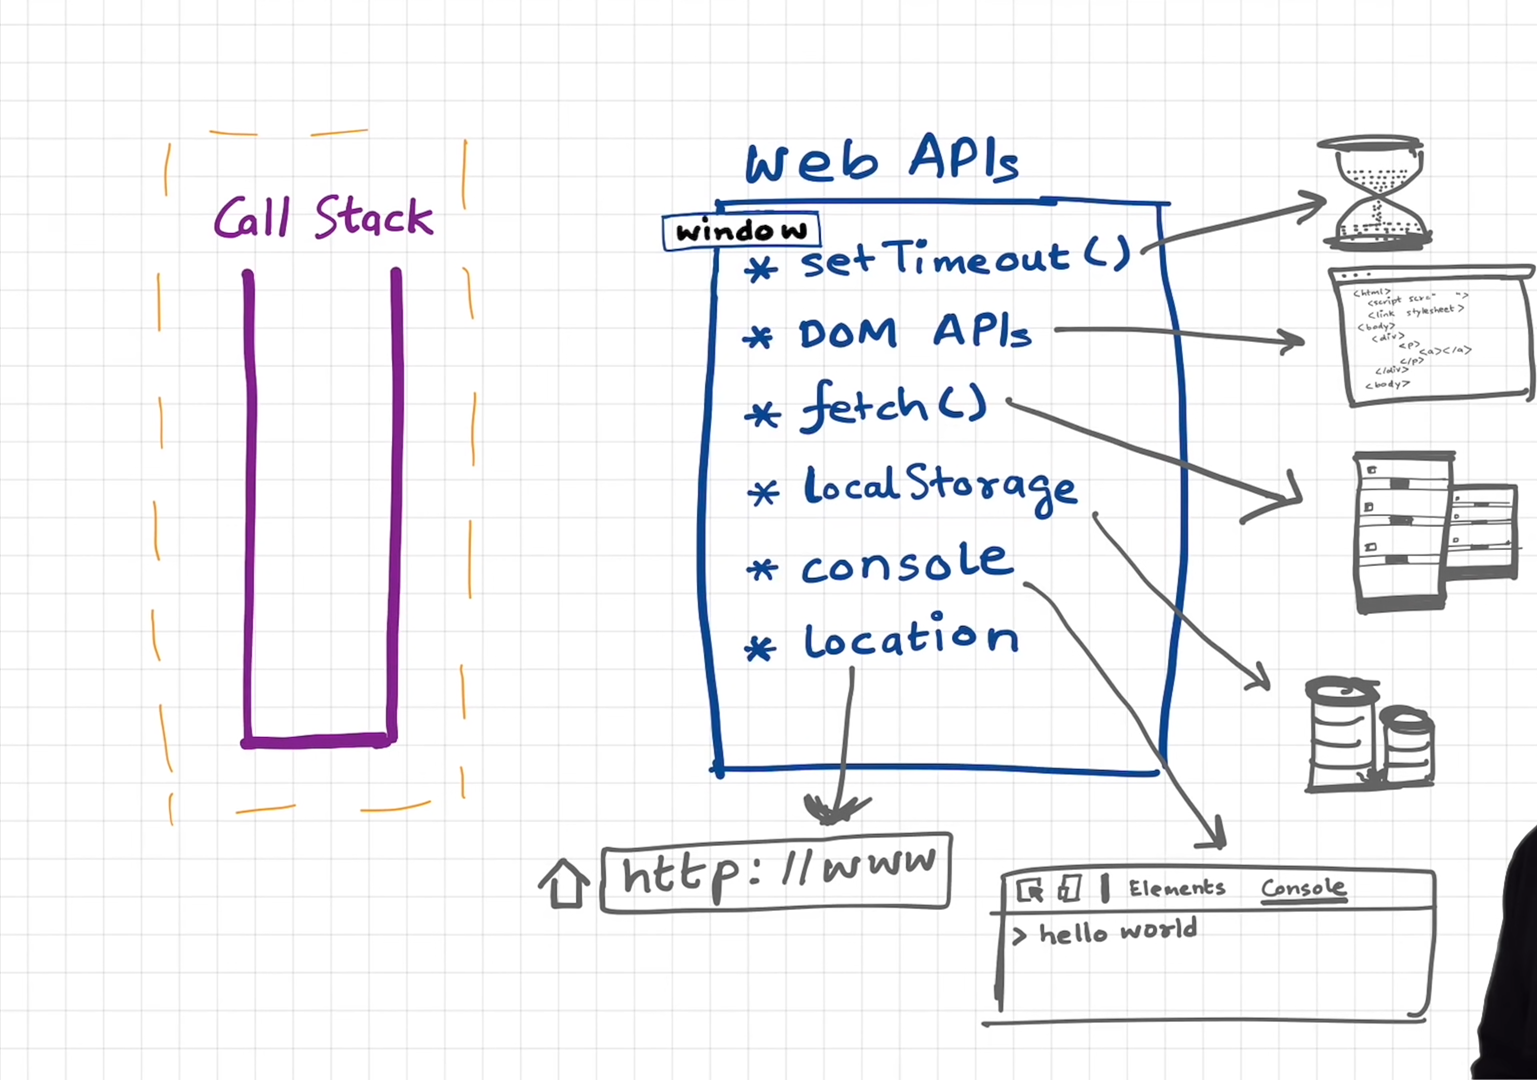 Call Stack
Web APIs
window
* setTimeout()
* DOM APIs
* fetch()
* localStorage
* console
* location
<html>
<script scr=" ">
<link stylesheet>
<body>
<div>
<p>
<a></a>
</p>
</div>
<body>
http://www
Elements Console
> hello world